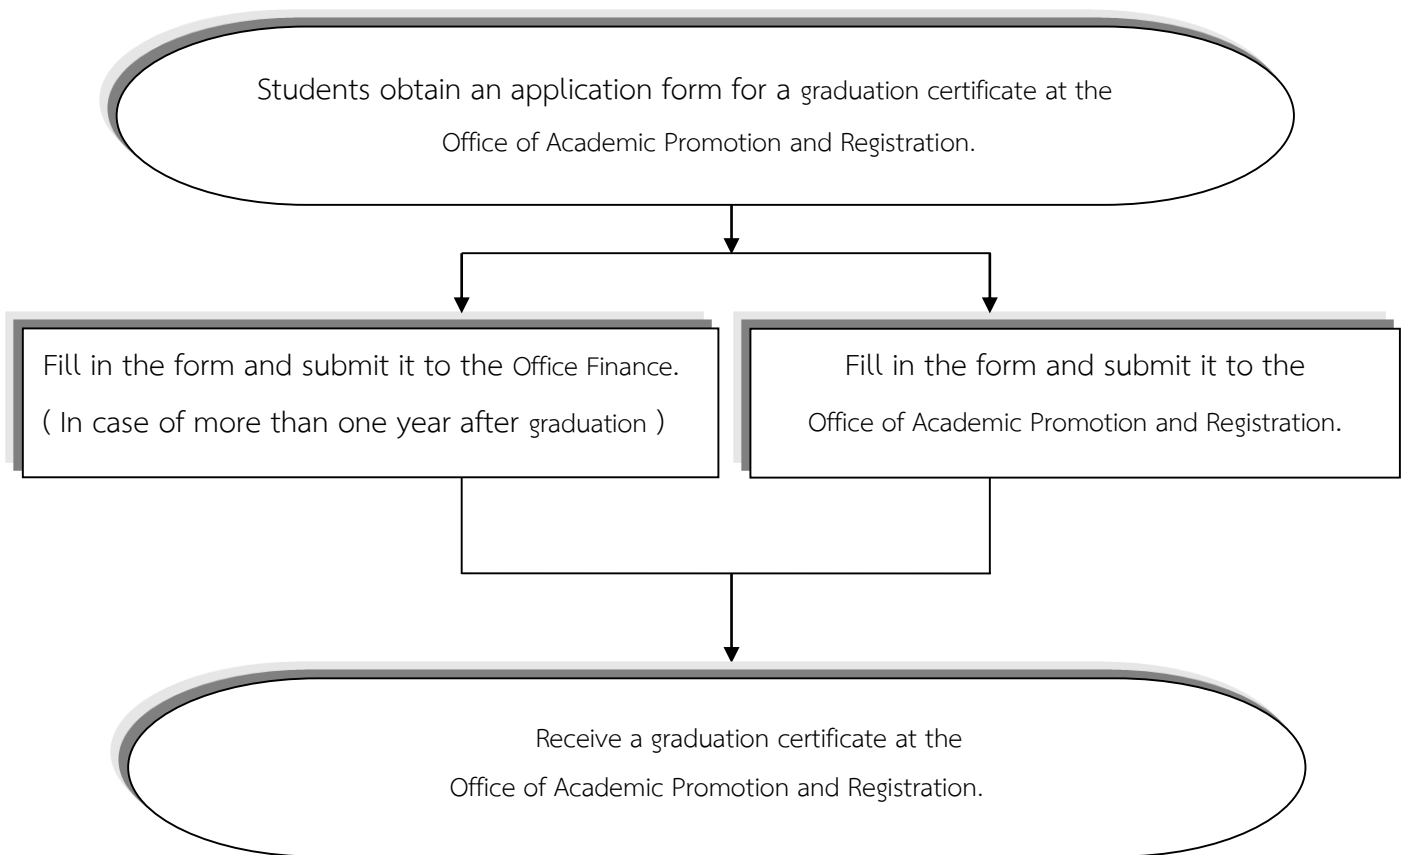 Students obtain an application form for a graduation certificate at the
Office of Academic Promotion and Registration.
Fill in the form and submit it to the Office Finance.
( In case of more than one year after graduation )
Fill in the form and submit it to the
Office of Academic Promotion and Registration.
Receive a graduation certificate at the
Office of Academic Promotion and Registration.